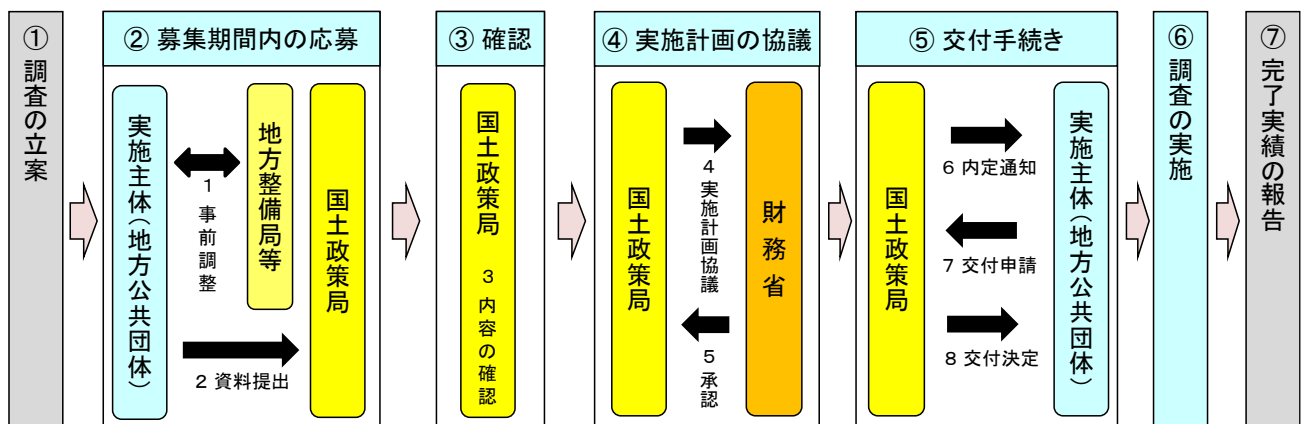 ① 調査の立案
② 募集期間内の応募
実施主体(地方公共団体)
1 事前調整
地方整備局等
国土政策局
2 資料提出
③ 確認
国土政策局
3 内容の確認
④ 実施計画の協議
国土政策局
4 実施計画協議
財務省
5 承認
⑤ 交付手続き
国土政策局
6 内定通知
7 交付申請
8 交付決定
実施主体(地方公共団体)
⑥ 調査の実施
⑦ 完了実績の報告